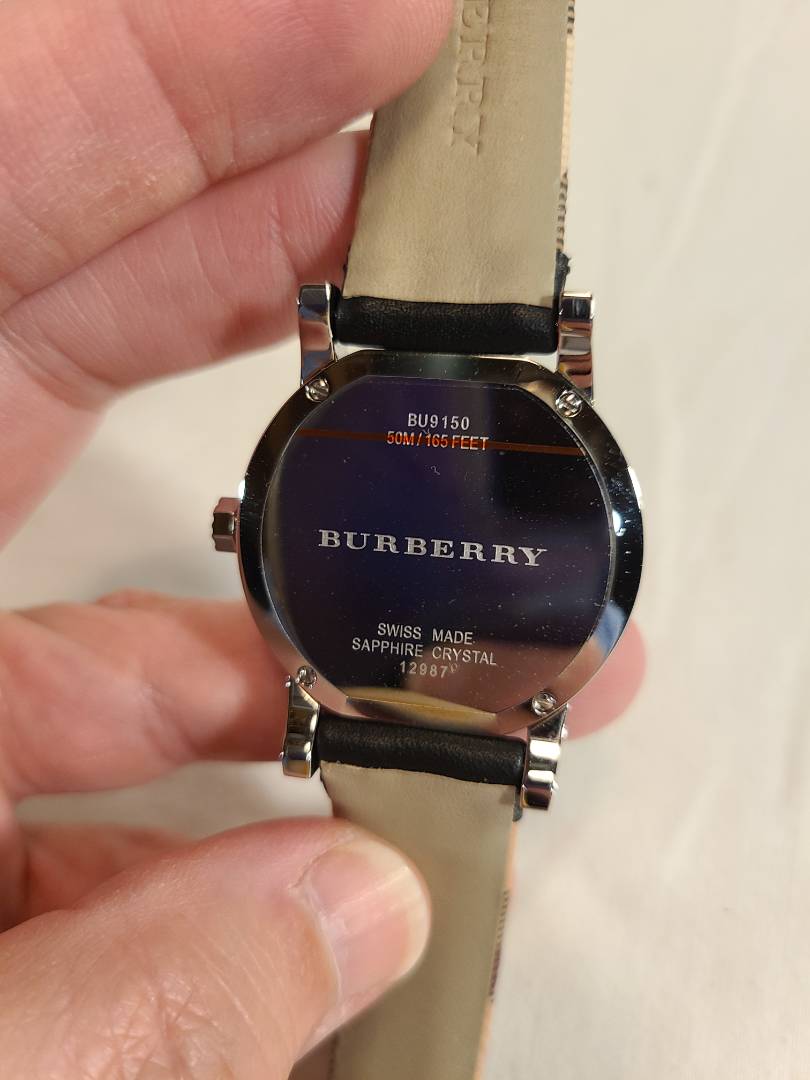 BU9150
50M/165 FEET
BURBERRY
SWISS MADE
SAPPHIRE CRYSTAL
12987